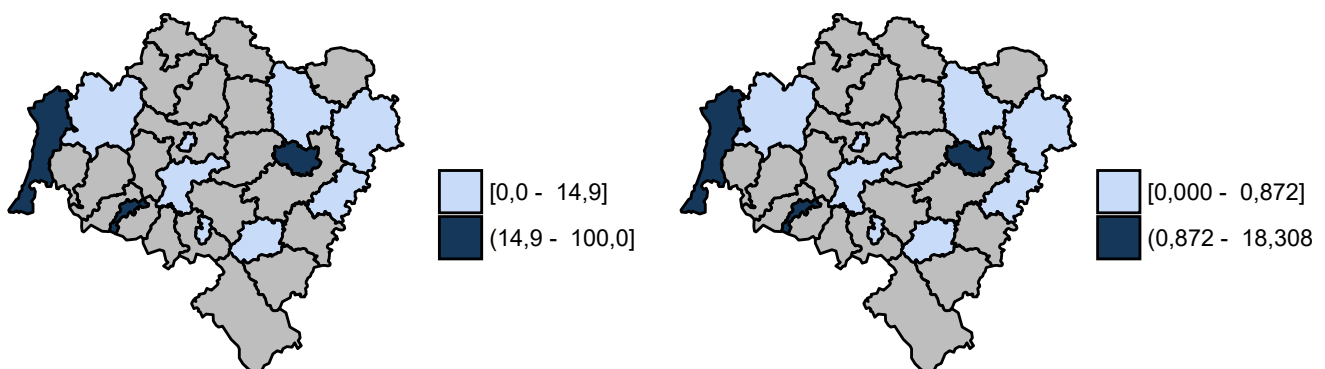 [0,0 - 14,9]
(14,9 - 100,0]
[0,000 - 0,872]
(0,872 - 18,308